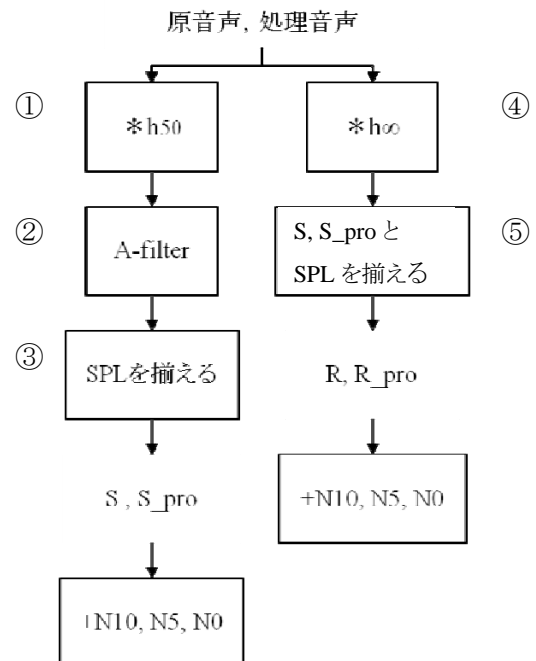 原音声, 処理音声
①
*h50
②
A-filter
③
SPLを揃える
S , S_pro
+N10, N5, N0
④
*h∞
⑤
S, S_pro と
SPL を揃える
R, R_pro
+N10, N5, N0